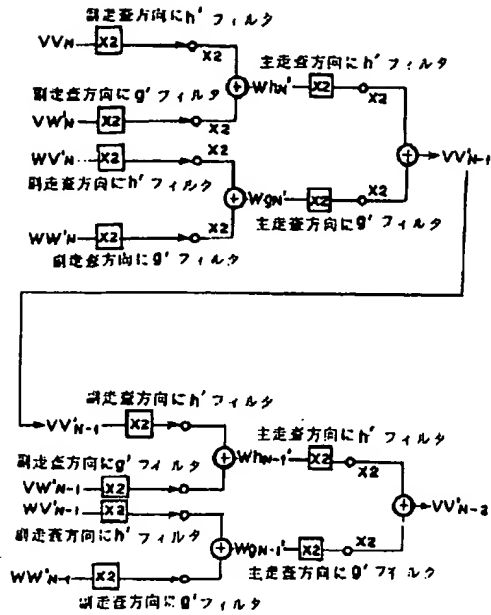 副走査方向にh' フィルタ
VVN X2 X2
主走査方向にh' フィルタ
WhN' X2 X2
副走査方向にg' フィルタ
VW'N X2 X2
WV'N X2 X2
副走査方向にh' フィルタ
VV'N-1
WgN' X2 X2
主走査方向にg' フィルタ
WW'N X2 X2
副走査方向にg' フィルタ
副走査方向にh' フィルタ
VV'N-1 X2
主走査方向にh' フィルタ
WhN-1' X2 X2
副走査方向にg' フィルタ
VW'N-1 X2
WV'N-1 X2
副走査方向にh' フィルタ
VV'N-2
WgN-1' X2 X2
主走査方向にg' フィルタ
WW'N-1 X2
副走査方向にg' フィルタ